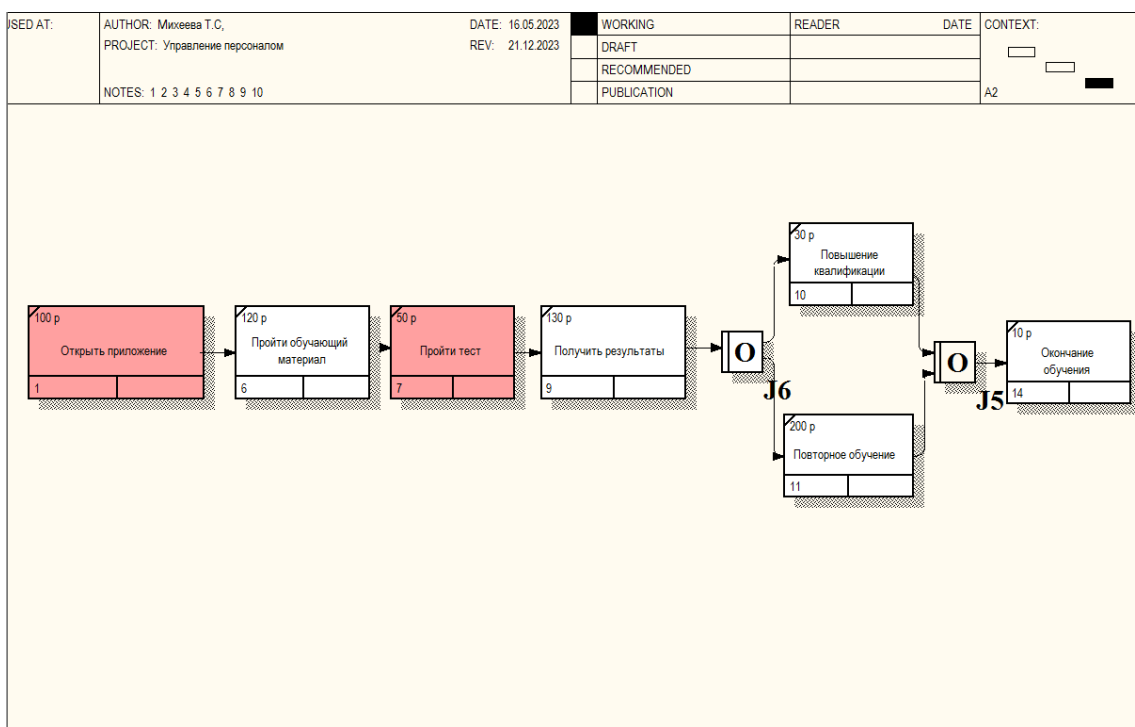 USED AT:
AUTHOR: Михеева Т.С,
DATE: 16.05.2023
WORKING
READER
DATE
CONTEXT:
PROJECT: Управление персоналом
REV: 21.12.2023
DRAFT
RECOMMENDED
NOTES: 1 2 3 4 5 6 7 8 9 10
PUBLICATION
A2
100 р
Открыть приложение
1
120 р
Пройти обучающий
материал
6
50 р
Пройти тест
7
130 р
Получить результаты
9
O
J6
30 р
Повышение
квалификации
10
200 р
Повторное обучение
11
O
J5
10 р
Окончание
обучения
14